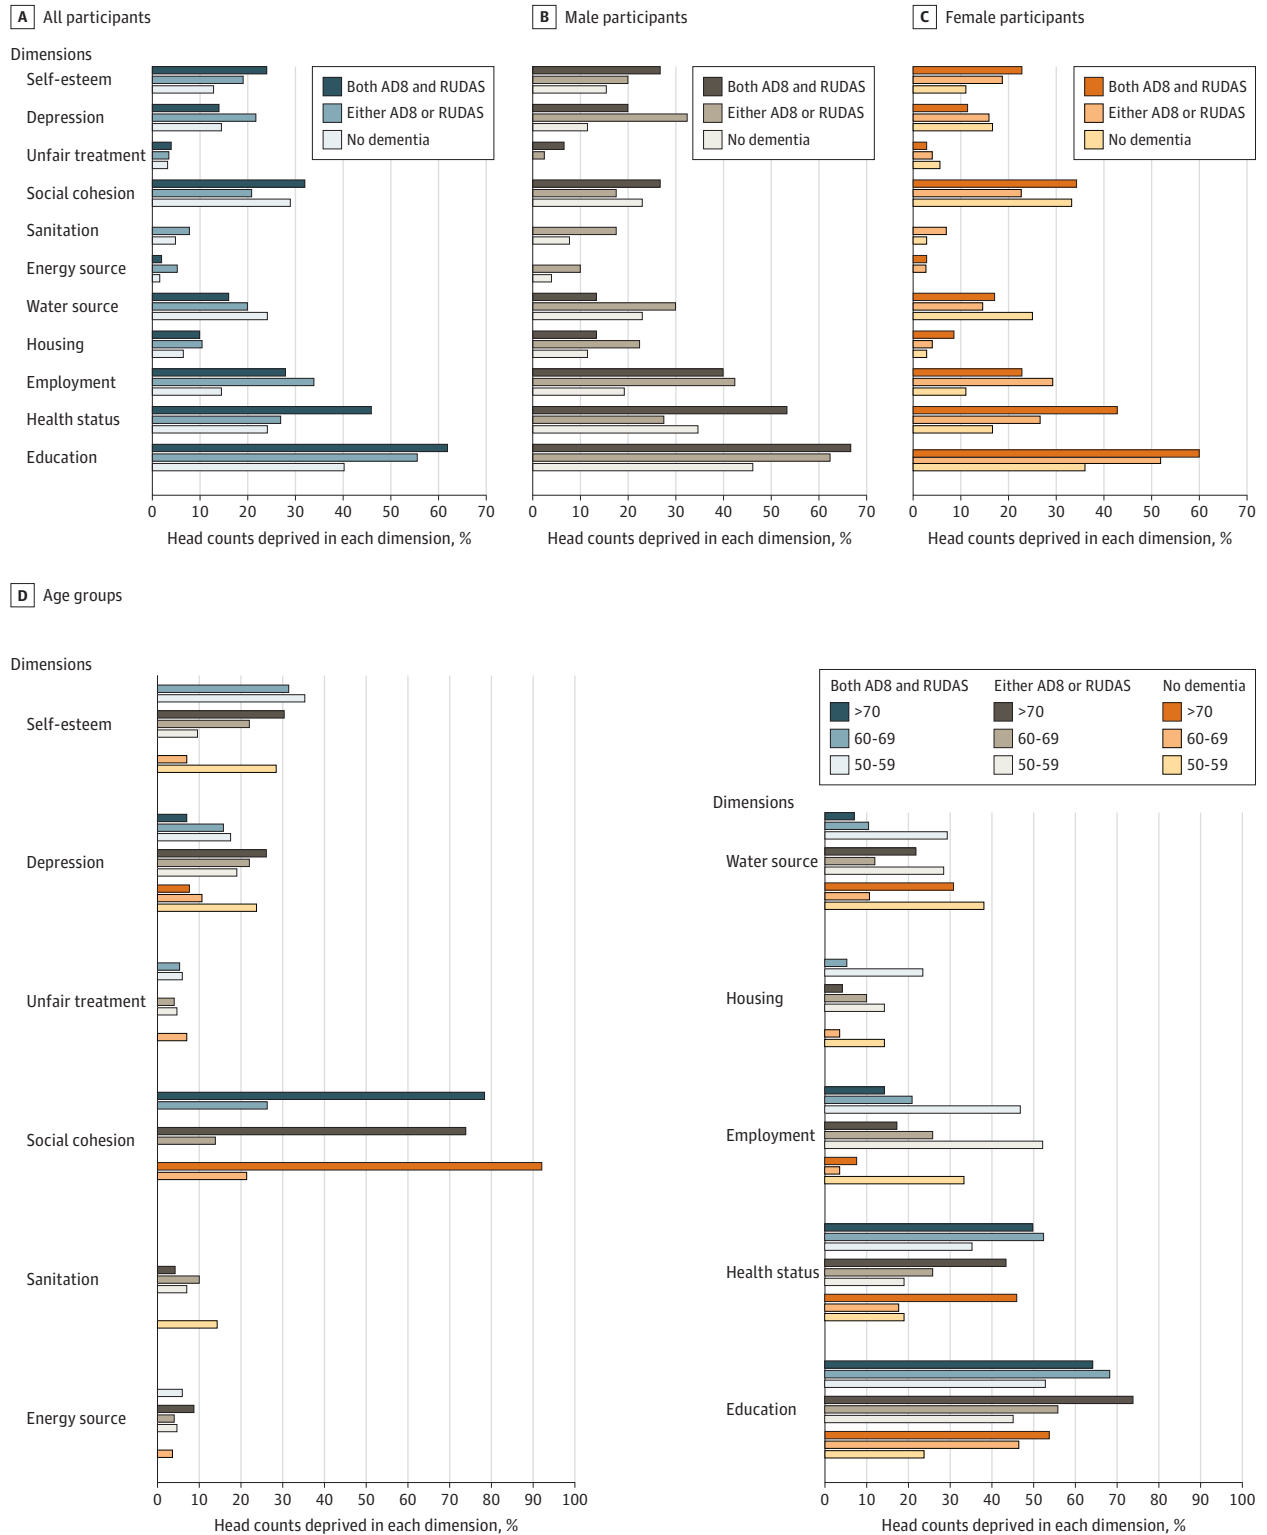 A All participants
Dimensions
Self-esteem
Depression
Unfair treatment
Social cohesion
Sanitation
Energy source
Water source
Housing
Employment
Health status
Education
Both AD8 and RUDAS
Either AD8 or RUDAS
No dementia
0 10 20 30 40 50 60 70
Head counts deprived in each dimension, %
B Male participants
Both AD8 and RUDAS
Either AD8 or RUDAS
No dementia
0 10 20 30 40 50 60 70
Head counts deprived in each dimension, %
C Female participants
Both AD8 and RUDAS
Either AD8 or RUDAS
No dementia
0 10 20 30 40 50 60 70
Head counts deprived in each dimension, %
D Age groups
Dimensions
Self-esteem
Depression
Unfair treatment
Social cohesion
Sanitation
Energy source
0 10 20 30 40 50 60 70 80 90 100
Head counts deprived in each dimension, %
Both AD8 and RUDAS Either AD8 or RUDAS No dementia
>70 >70 >70
60-69 60-69 60-69
50-59 50-59 50-59
Dimensions
Water source
Housing
Employment
Health status
Education
0 10 20 30 40 50 60 70 80 90 100
Head counts deprived in each dimension, %